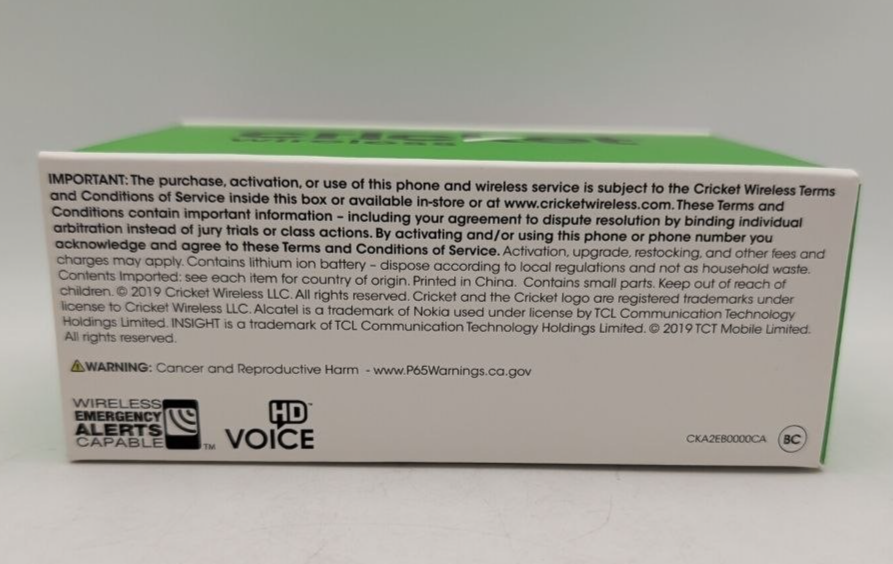 cricket
wireless
IMPORTANT: The purchase, activation, or use of this phone and wireless service is subject to the Cricket Wireless Terms
and Conditions of Service inside this box or available in-store or at www.cricketwireless.com. These Terms and
Conditions contain important information – including your agreement to dispute resolution by binding individual
arbitration instead of jury trials or class actions. By activating and/or using this phone or phone number you
acknowledge and agree to these Terms and Conditions of Service. Activation, upgrade, restocking, and other fees and
charges may apply. Contains lithium ion battery – dispose according to local regulations and not as household waste.
Contents Imported: see each item for country of origin. Printed in China. Contains small parts. Keep out of reach of
children. © 2019 Cricket Wireless LLC. All rights reserved. Cricket and the Cricket logo are registered trademarks under
license to Cricket Wireless LLC. Alcatel is a trademark of Nokia used under license by TCL Communication Technology
Holdings Limited. INSIGHT is a trademark of TCL Communication Technology Holdings Limited. © 2019 TCT Mobile Limited.
All rights reserved.
⚠WARNING: Cancer and Reproductive Harm - www.P65Warnings.ca.gov
WIRELESS
EMERGENCY
ALERTS
CAPABLE ™
HD™
VOICE
CKA2EB0000CA BC